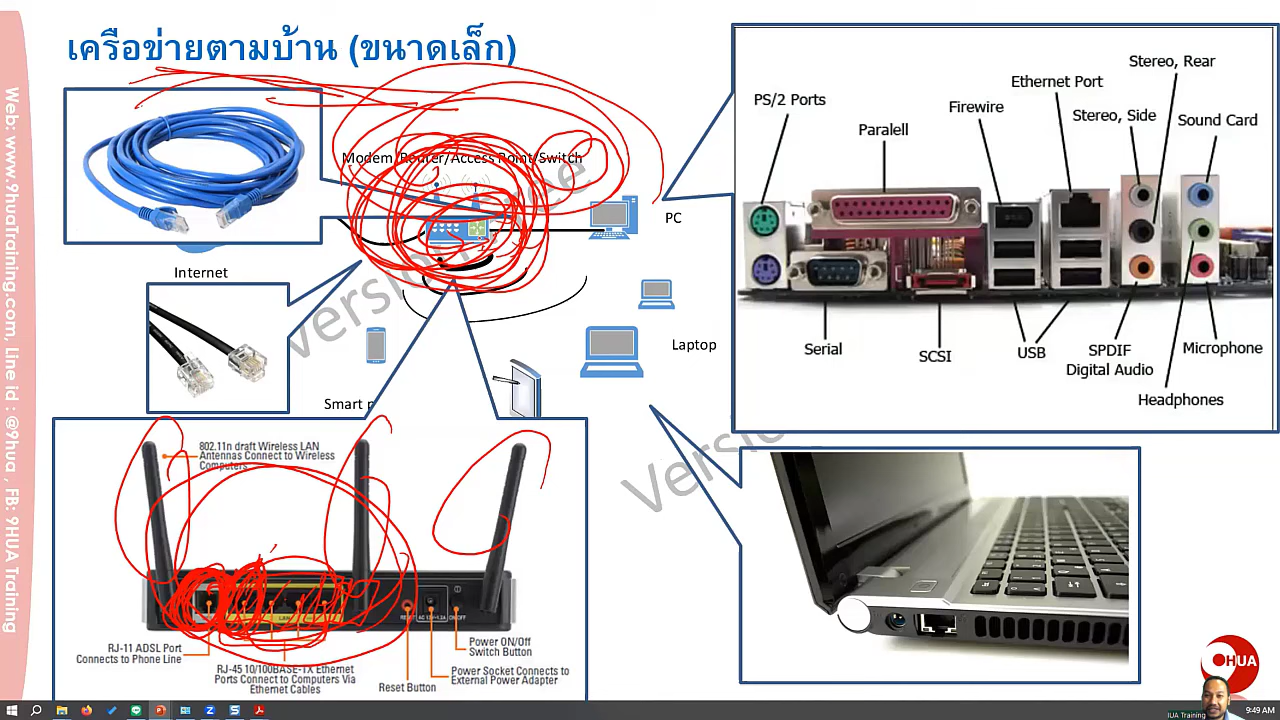 เครือข่ายตามบ้าน (ขนาดเล็ก)
Web: www.9huaTraining.com, Line id : @9hua , FB: 9HUA Training
Modem/Router/Access Point/Switch
Internet
PC
Laptop
Smart
PS/2 Ports
Paralell
Firewire
Ethernet Port
Stereo, Rear
Stereo, Side
Sound Card
Serial
SCSI
USB
SPDIF
Digital Audio
Microphone
Headphones
802.11n draft Wireless LAN
Antennas Connect to Wireless
Computers
RJ-11 ADSL Port
Connects to Phone Line
RJ-45 10/100BASE-TX Ethernet
Ports Connect to Computers Via
Ethernet Cables
Reset Button
Power ON/Off
Switch Button
Power Socket Connects to
External Power Adapter
RESET
ON/OFF
9HUA
IUA Training
9:49 AM